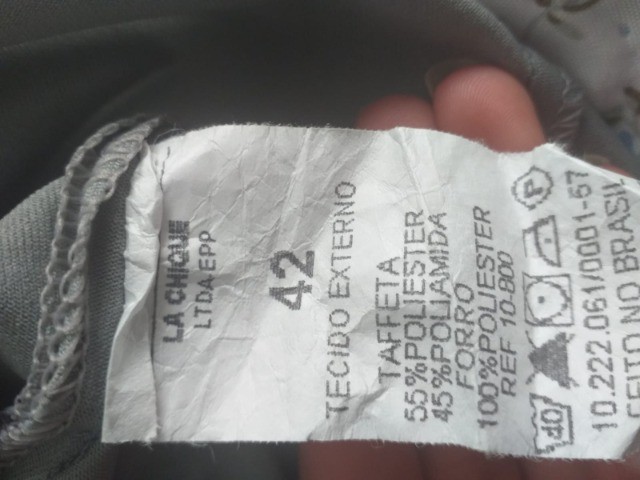 LA CHIQUE
LTDA EPP
42
TECIDO EXTERNO
TAFFETA
55%POLIESTER
45%POLIAMIDA
FORRO
100%POLIESTER
REF 10-800
40 P
10.222.061/0001-67
FEITO NO BRASIL